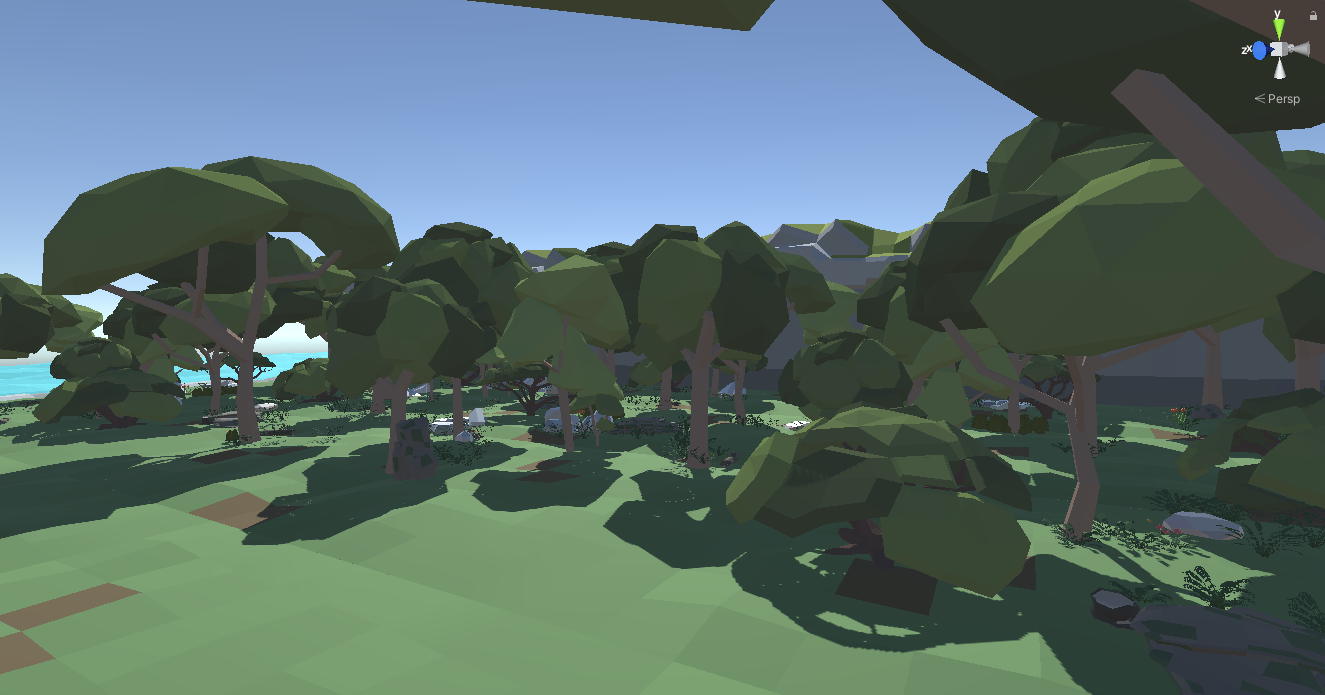 y
z x
< Persp